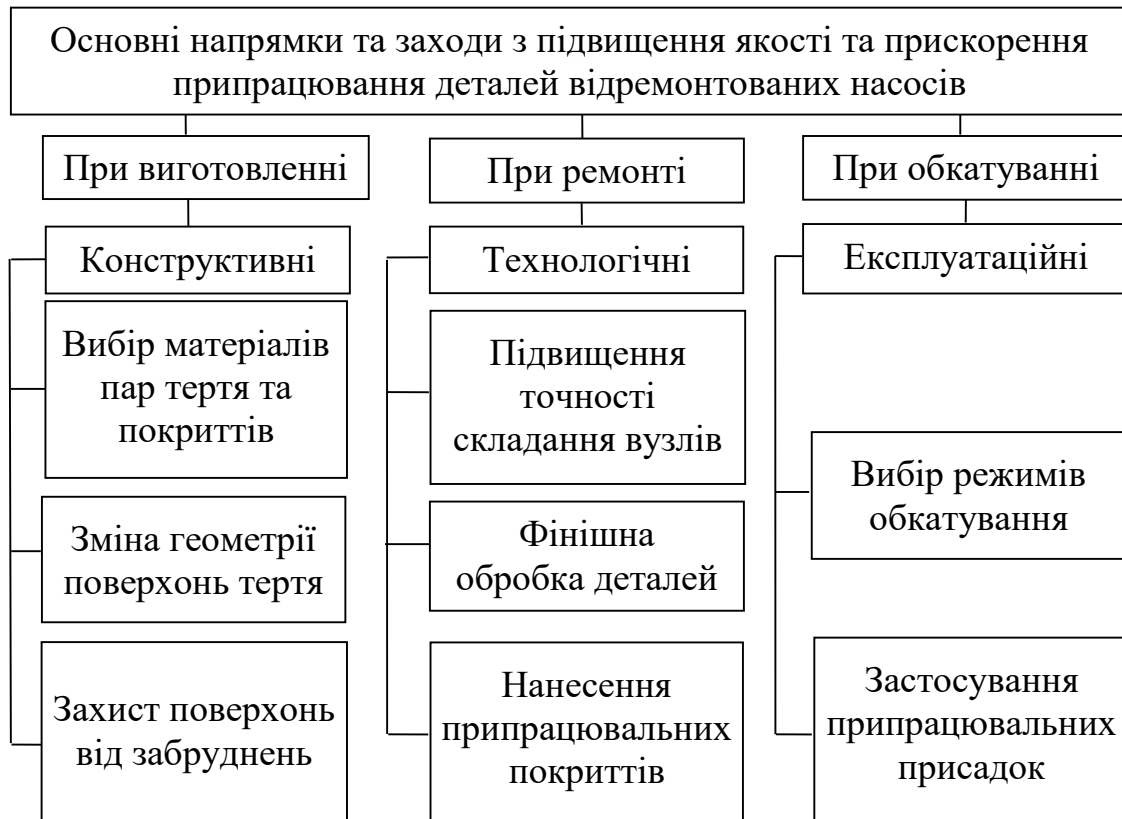 Основні напрямки та заходи з підвищення якості та прискорення
припрацювання деталей відремонтованих насосів
При виготовленні
При ремонті
При обкатуванні
Конструктивні
Технологічні
Експлуатаційні
Вибір матеріалів
пар тертя та
покриттів
Підвищення
точності
складання вузлів
Вибір режимів
обкатування
Зміна геометрії
поверхонь тертя
Фінішна
обробка деталей
Захист поверхонь
від забруднень
Нанесення
припрацювальних
покриттів
Застосування
припрацювальних
присадок